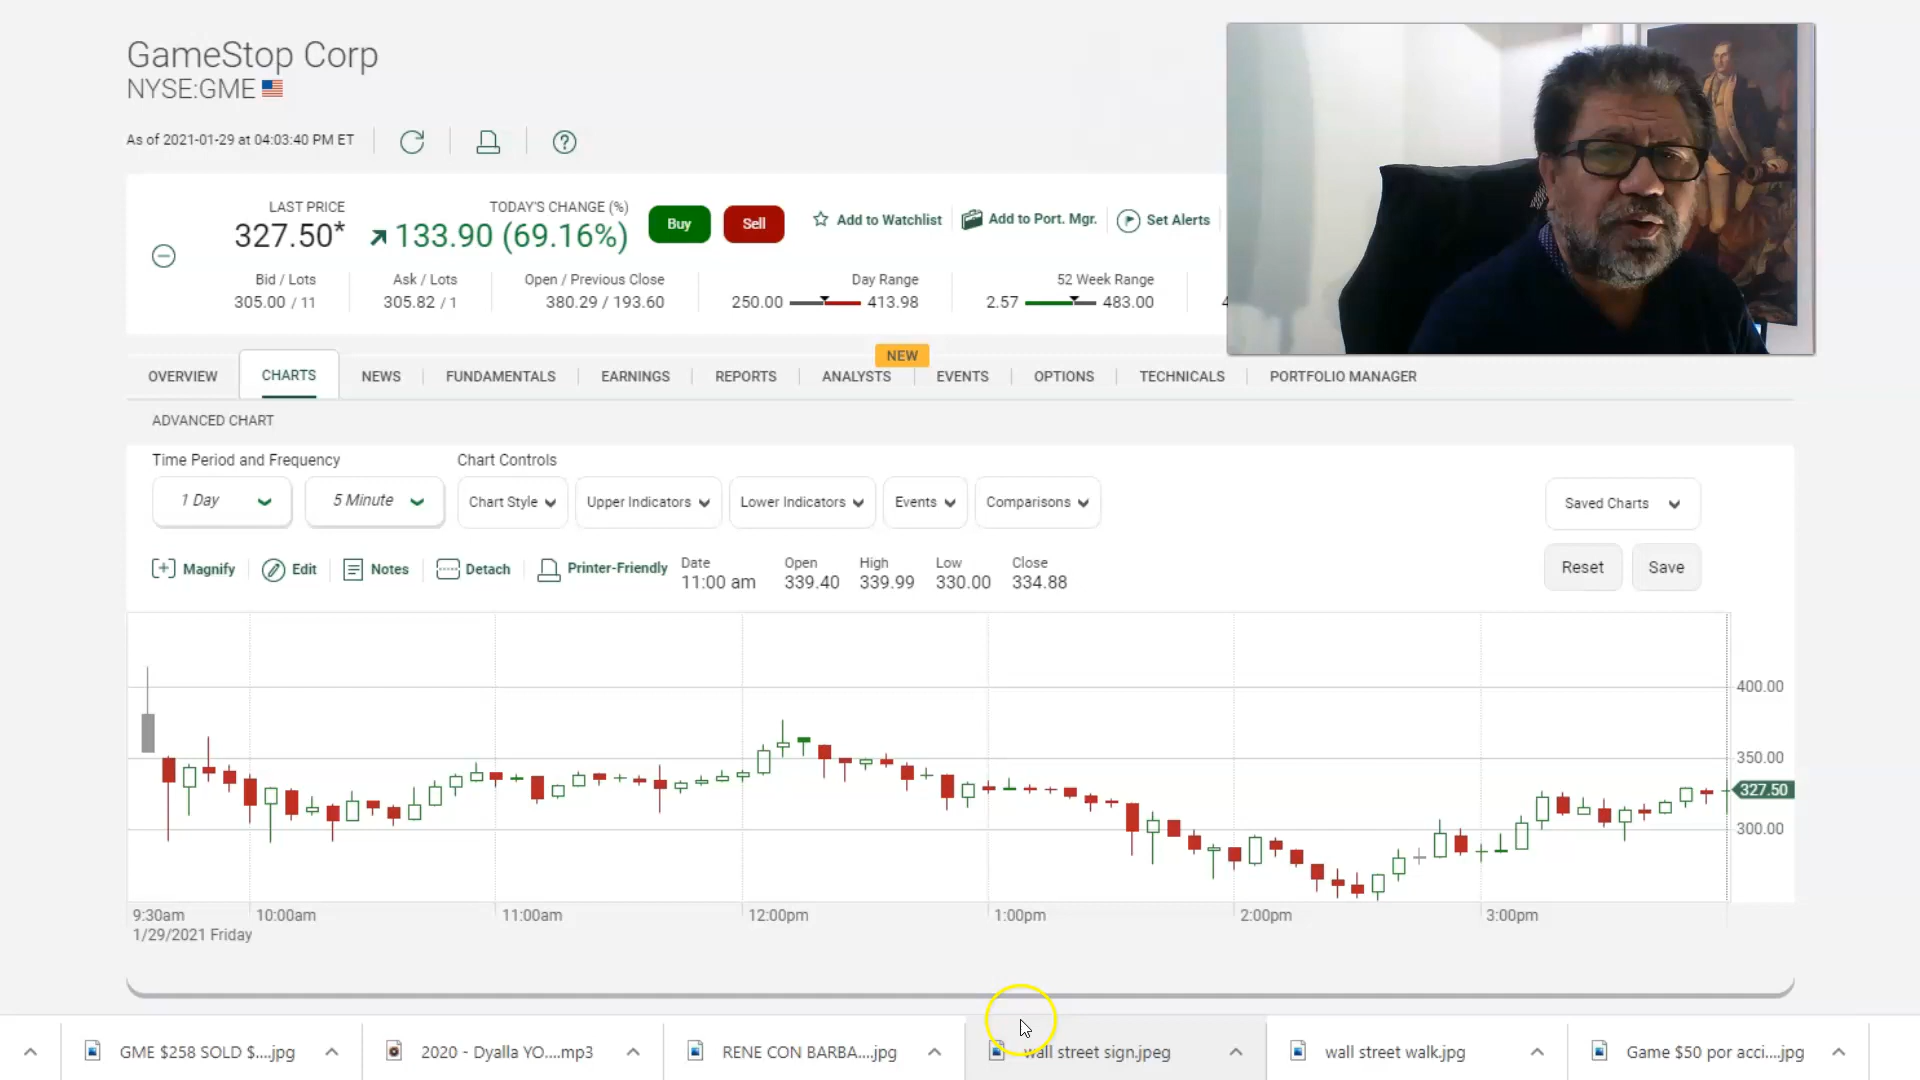 GameStop Corp
NYSE:GME
As of 2021-01-29 at 04:03:40 PM ET
LAST PRICE
327.50*
TODAY'S CHANGE (%)
133.90 (69.16%)
Buy
Sell
Add to Watchlist
Add to Port. Mgr.
Set Alerts
Bid / Lots
305.00 / 11
Ask / Lots
305.82 / 1
Open / Previous Close
380.29 / 193.60
Day Range
250.00 413.98
52 Week Range
2.57 483.00
NEW
OVERVIEW CHARTS NEWS FUNDAMENTALS EARNINGS REPORTS ANALYSTS EVENTS OPTIONS TECHNICALS PORTFOLIO MANAGER
ADVANCED CHART
Time Period and Frequency
Chart Controls
1 Day
5 Minute
Chart Style
Upper Indicators
Lower Indicators
Events
Comparisons
Saved Charts
Magnify
Edit
Notes
Detach
Printer-Friendly
Date
11:00 am
Open
339.40
High
339.99
Low
330.00
Close
334.88
Reset
Save
400.00
350.00
327.50
300.00
9:30am 10:00am 11:00am 12:00pm 1:00pm 2:00pm 3:00pm
1/29/2021 Friday
GME $258 SOLD $....jpg
2020 - Dyalla YO....mp3
RENE CON BARBA....jpg
wall street sign.jpeg
wall street walk.jpg
Game $50 por acci....jpg